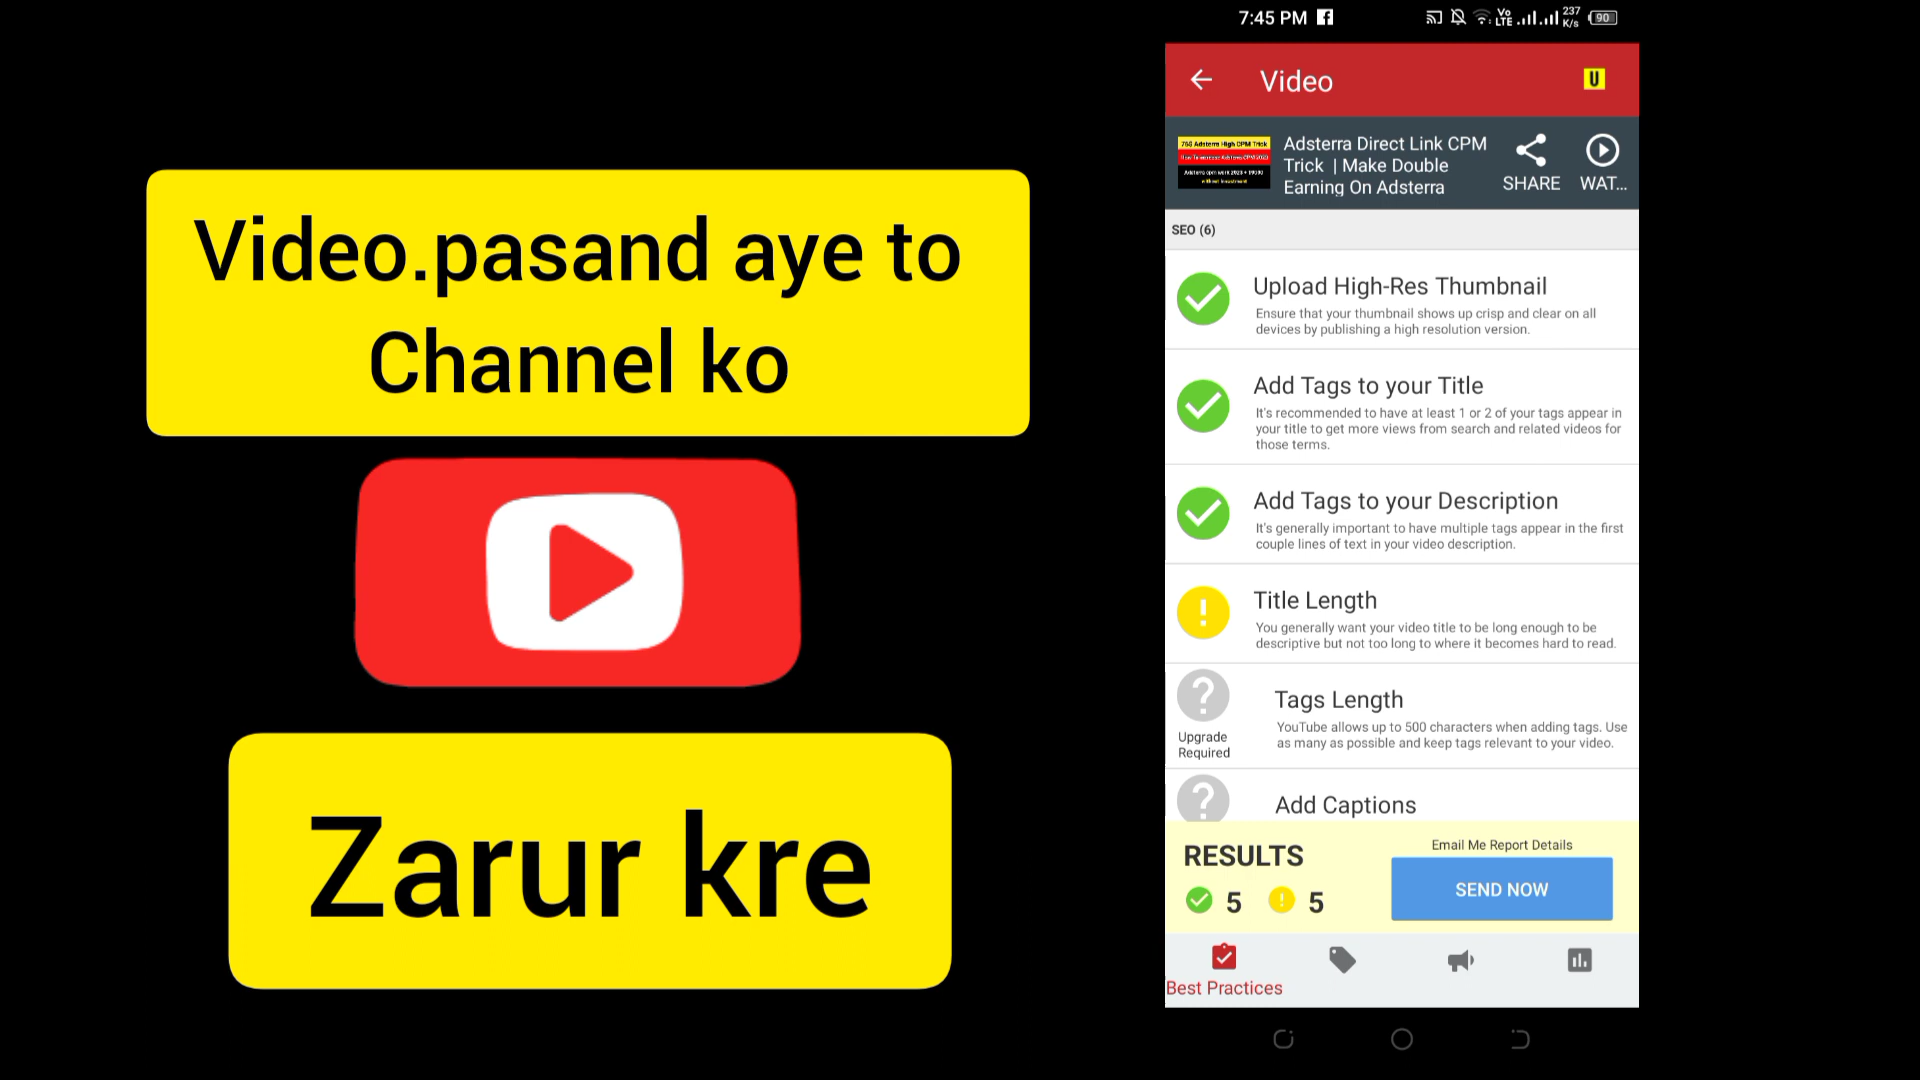 Video.pasand aye to
Channel ko
Zarur kre
7:45 PM
Vo
LTE
237
K/s
90
Video
U
Adsterra High CPM Trick
Adsterra Direct Link CPM
Trick | Make Double
Earning On Adsterra
SHARE
WAT...
SEO (6)
Upload High-Res Thumbnail
Ensure that your thumbnail shows up crisp and clear on all
devices by publishing a high resolution version.
Add Tags to your Title
It's recommended to have at least 1 or 2 of your tags appear in
your title to get more views from search and related videos for
those terms.
Add Tags to your Description
It's generally important to have multiple tags appear in the first
couple lines of text in your video description.
Title Length
You generally want your video title to be long enough to be
descriptive but not too long to where it becomes hard to read.
Upgrade
Required
Tags Length
YouTube allows up to 500 characters when adding tags. Use
as many as possible and keep tags relevant to your video.
Add Captions
RESULTS
5
5
Email Me Report Details
SEND NOW
Best Practices